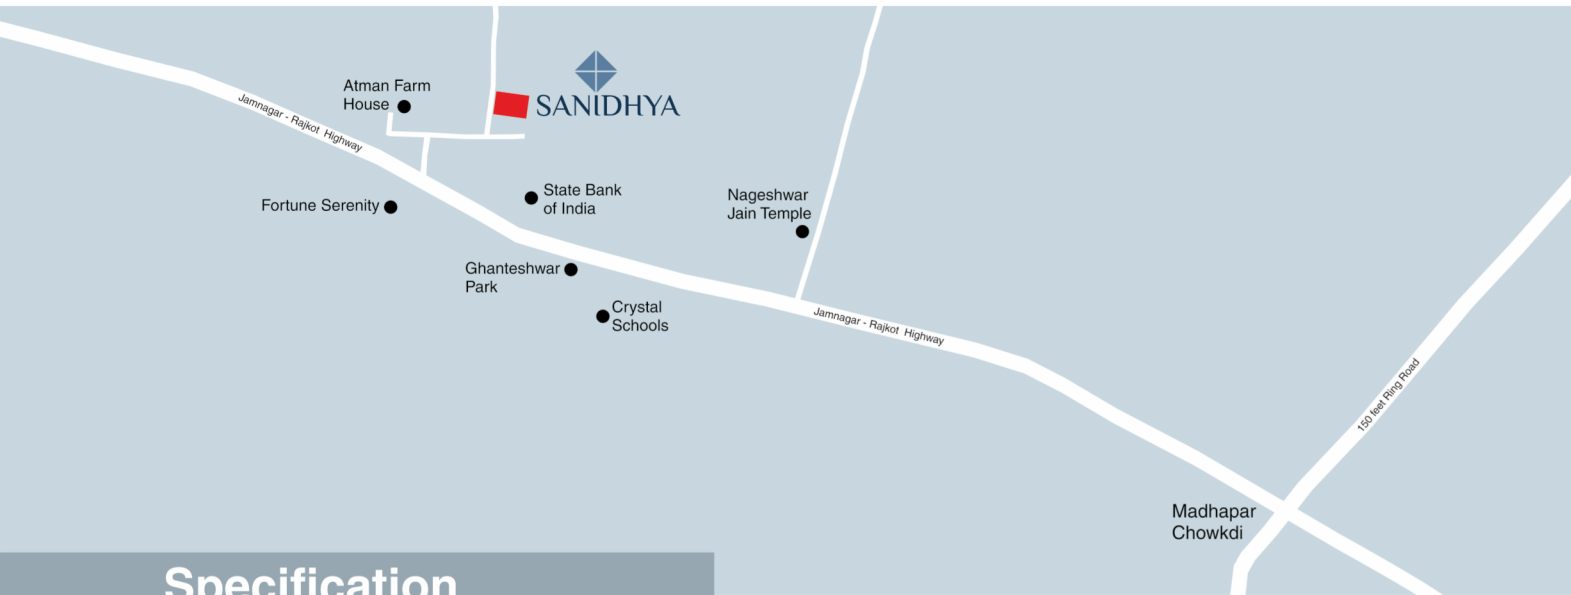 Atman Farm
House
SANIDHYA
Jamnagar - Rajkot Highway
State Bank
of India
Fortune Serenity
Nageshwar
Jain Temple
Ghanteshwar
Park
Crystal
Schools
Jamnagar - Rajkot Highway
150 feet Ring Road
Madhapar
Chowkdi
Specification